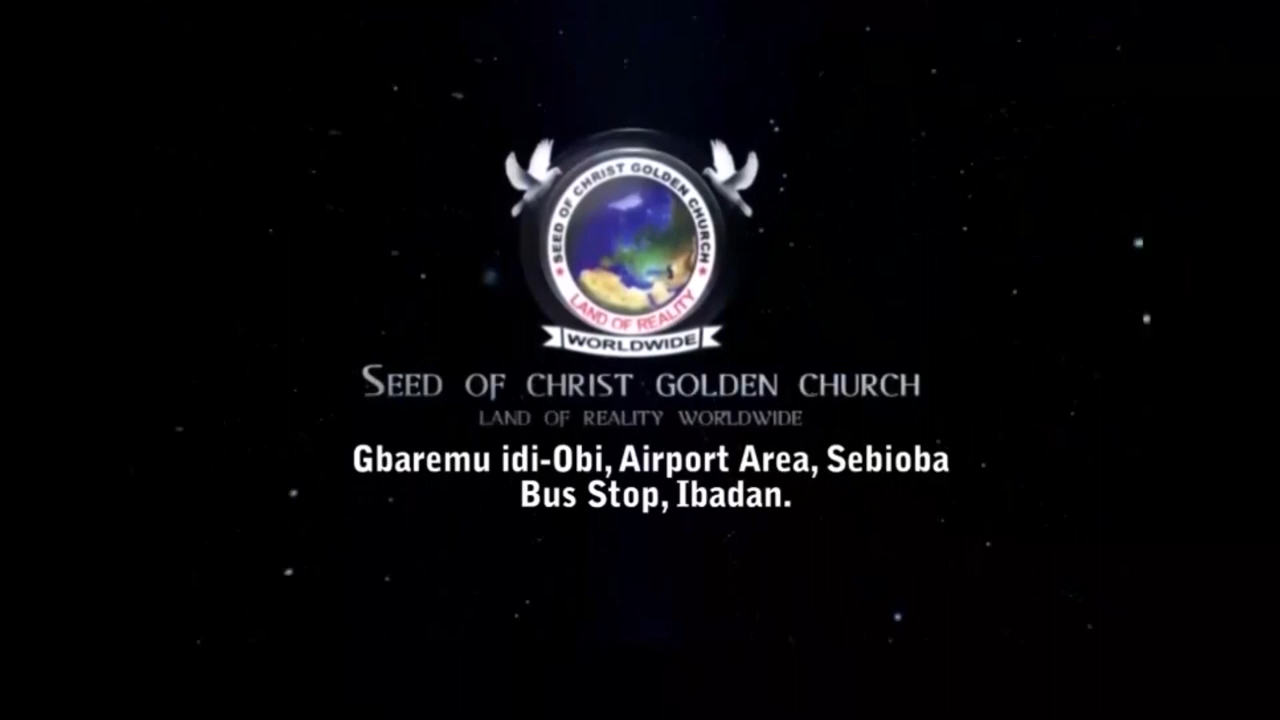 SEED OF CHRIST GOLDEN CHURCH
LAND OF REALITY
WORLDWIDE
SEED OF CHRIST GOLDEN CHURCH
LAND OF REALITY WORLDWIDE
Gbaremu idi-Obi, Airport Area, Sebioba
Bus Stop, Ibadan.